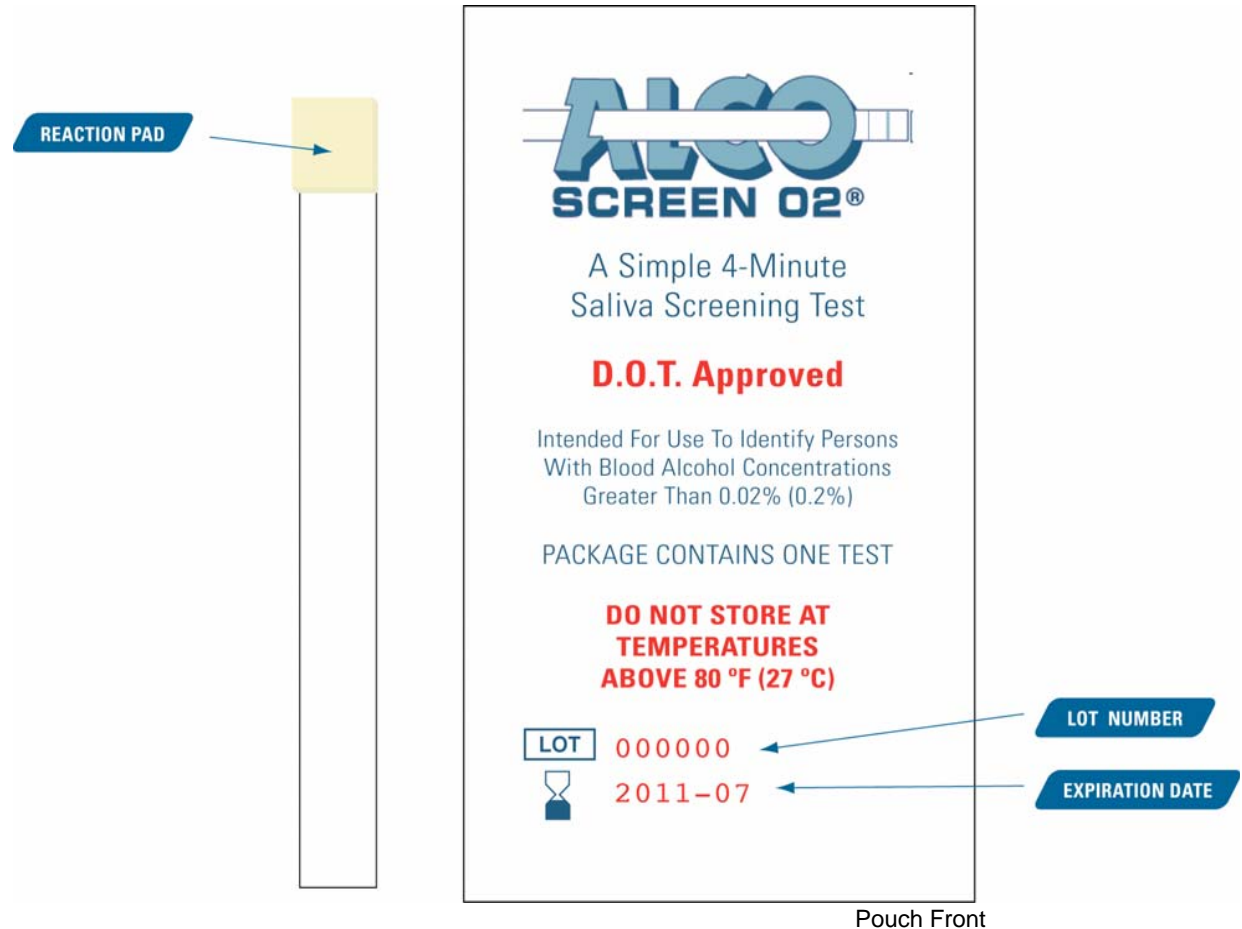 REACTION PAD
ALCO
SCREEN 02®
A Simple 4-Minute
Saliva Screening Test
D.O.T. Approved
Intended For Use To Identify Persons
With Blood Alcohol Concentrations
Greater Than 0.02% (0.2%)
PACKAGE CONTAINS ONE TEST
DO NOT STORE AT
TEMPERATURES
ABOVE 80 ºF (27 ºC)
LOT NUMBER
LOT 000000
2011-07
EXPIRATION DATE
Pouch Front